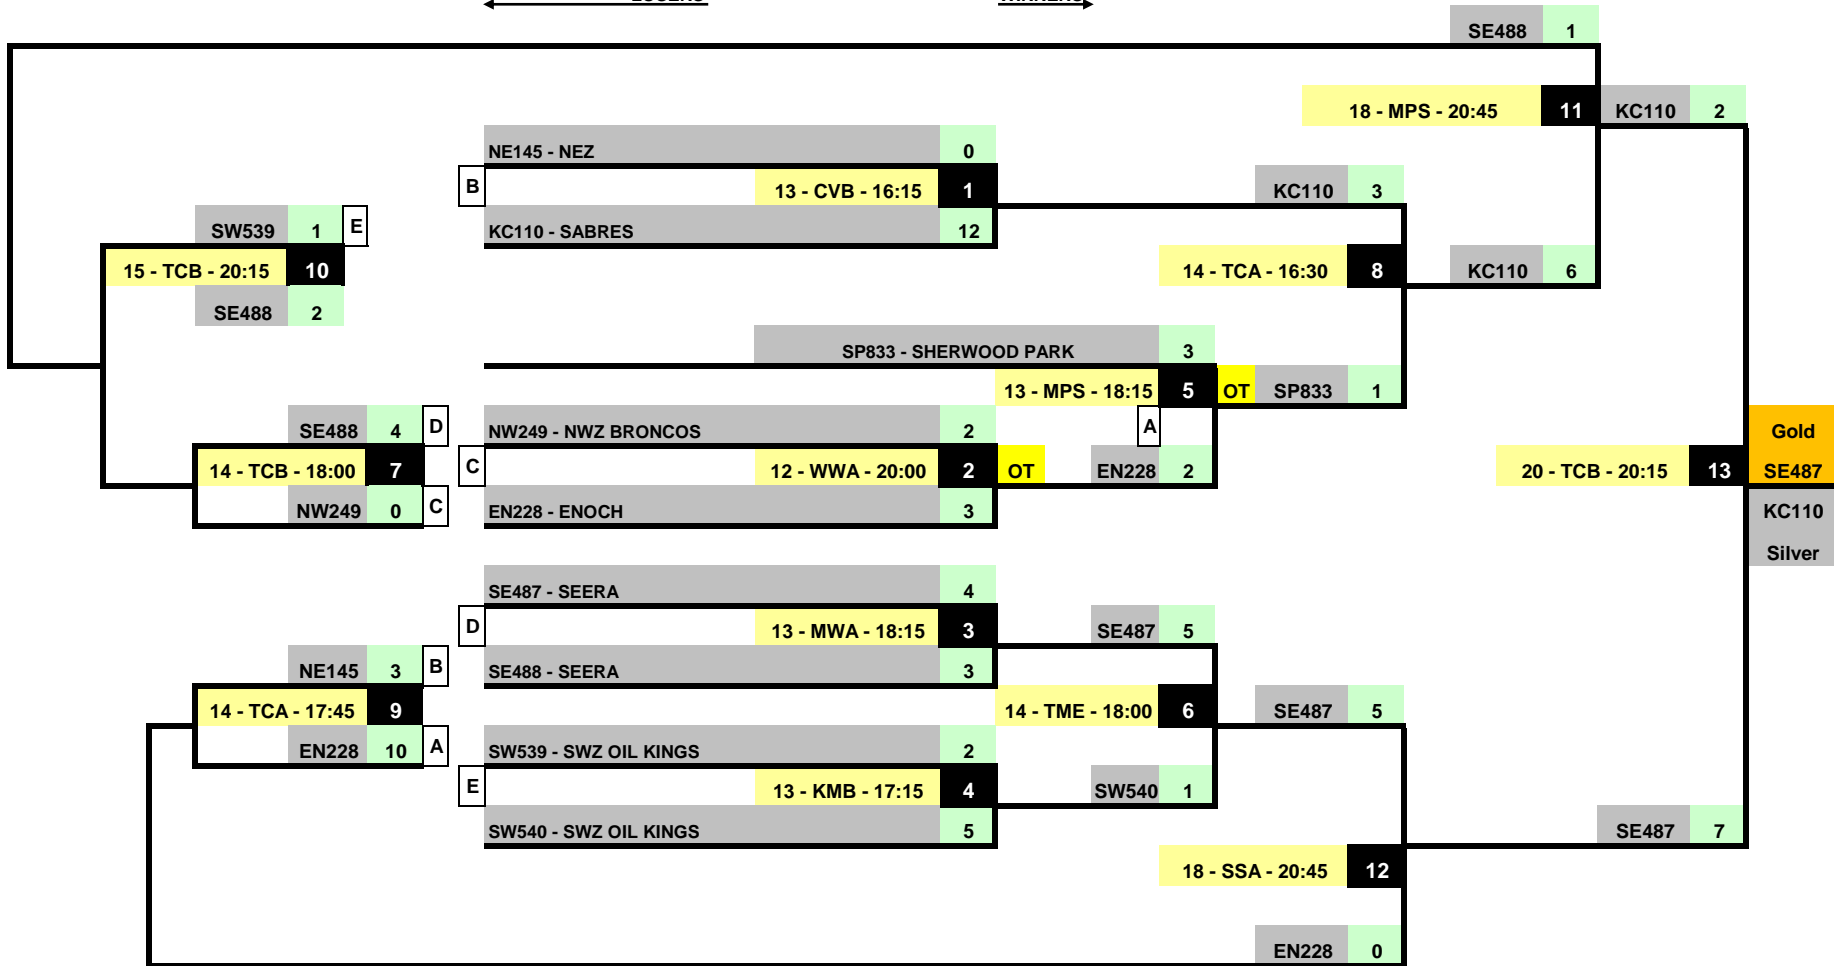 LOSERS WINNERS
SE488 1
18 - MPS - 20:45 11 KC110 2
NE145 - NEZ 0
B 13 - CVB - 16:15 1 KC110 3
SW539 1 E KC110 - SABRES 12
15 - TCB - 20:15 10 14 - TCA - 16:30 8 KC110 6
SE488 2
SP833 - SHERWOOD PARK 3
13 - MPS - 18:15 5 OT SP833 1
SE488 4 D NW249 - NWZ BRONCOS 2 A Gold
14 - TCB - 18:00 7 C 12 - WWA - 20:00 2 OT EN228 2 20 - TCB - 20:15 13 SE487
NW249 0 C EN228 - ENOCH 3 KC110
Silver
SE487 - SEERA 4
D 13 - MWA - 18:15 3 SE487 5
NE145 3 B SE488 - SEERA 3
14 - TCA - 17:45 9 14 - TME - 18:00 6 SE487 5
EN228 10 A SW539 - SWZ OIL KINGS 2
E 13 - KMB - 17:15 4 SW540 1
SW540 - SWZ OIL KINGS 5 SE487 7
18 - SSA - 20:45 12
EN228 0